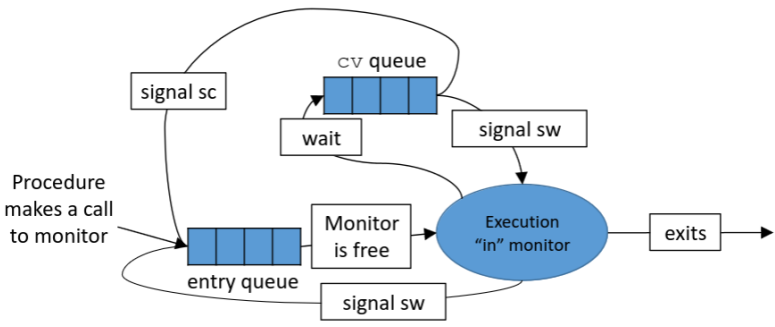 cv queue
signal sc
wait
signal sw
Procedure
makes a call
to monitor
Monitor
is free
Execution
“in” monitor
exits
entry queue
signal sw